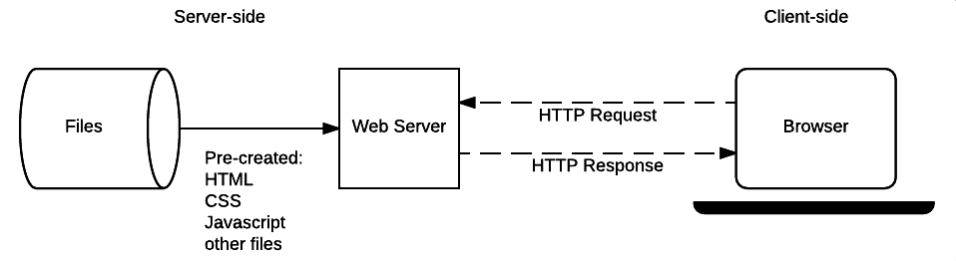 Server-side
Client-side
Files
Web Server
Browser
HTTP Request
HTTP Response
Pre-created:
HTML
CSS
Javascript
other files